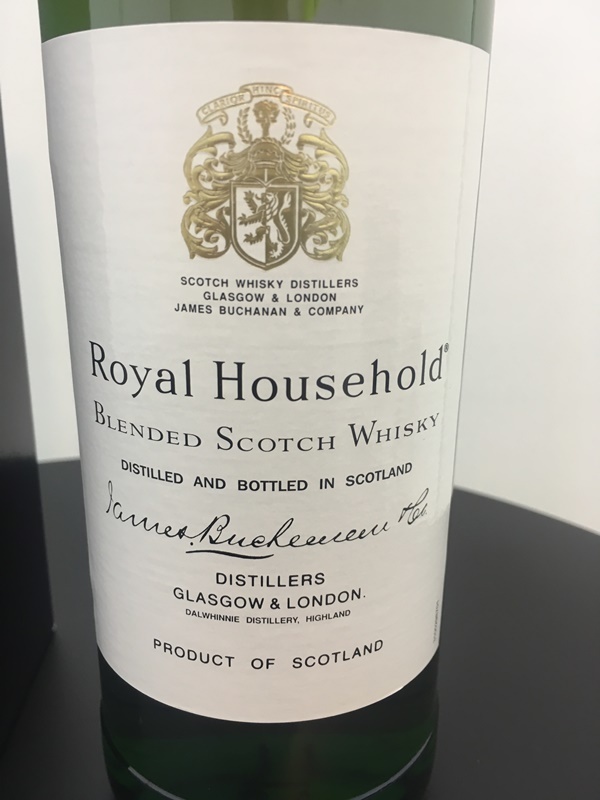 CLARIOR HINC SPIRITUS
SCOTCH WHISKY DISTILLERS
GLASGOW & LONDON
JAMES BUCHANAN & COMPANY
Royal Household®
BLENDED SCOTCH WHISKY
DISTILLED AND BOTTLED IN SCOTLAND
James Buchanan & Co.
DISTILLERS
GLASGOW & LONDON.
DALWHINNIE DISTILLERY, HIGHLAND
PRODUCT OF SCOTLAND